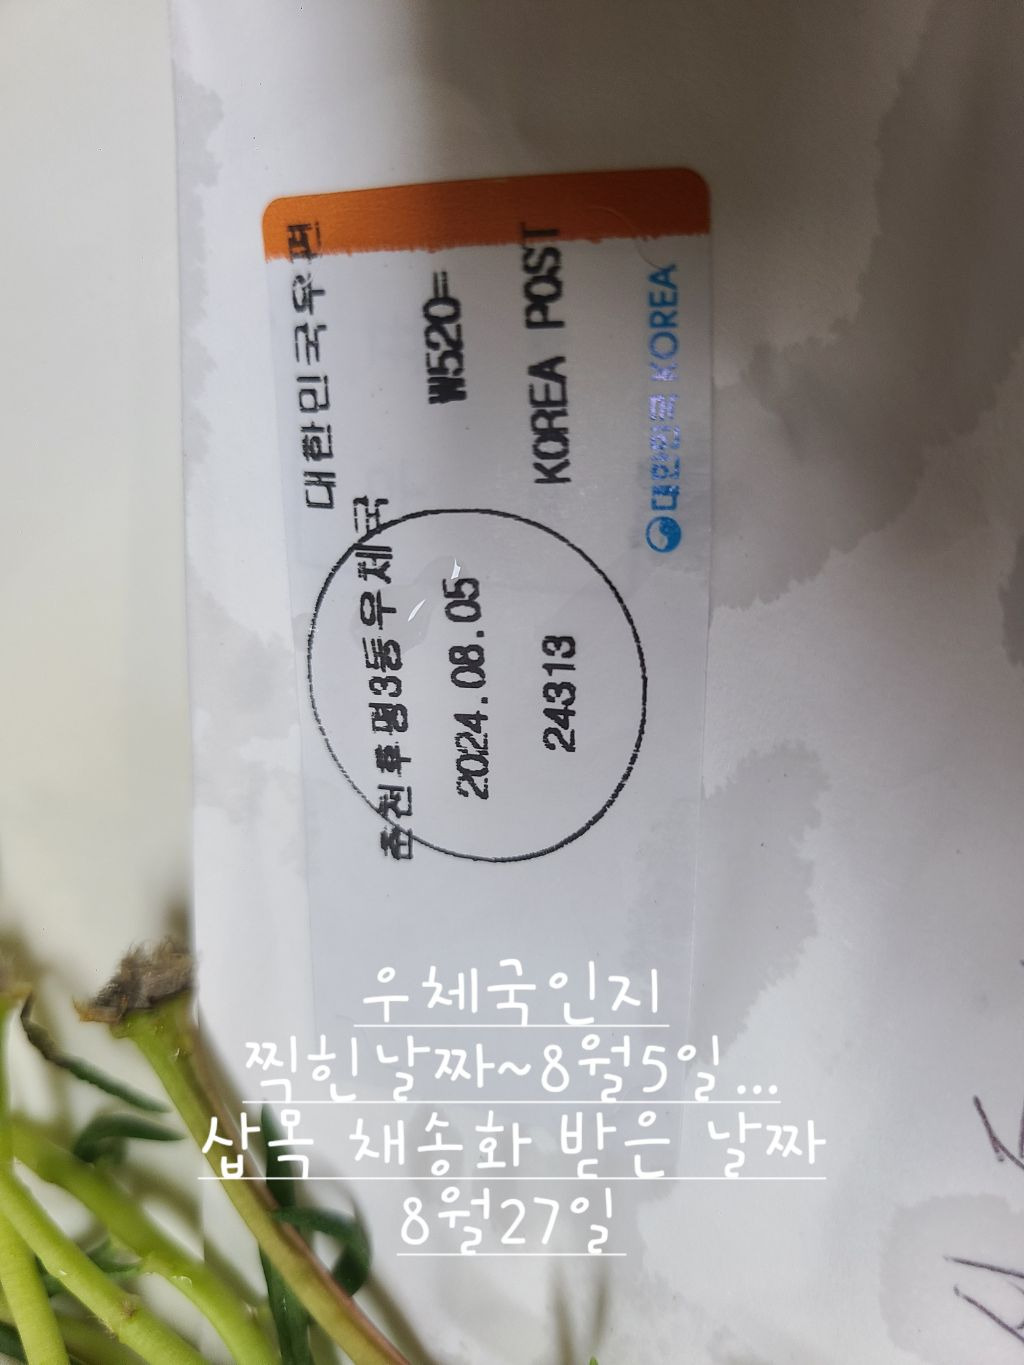 대한민국우편
₩520=
KOREA POST
대한민국 KOREA
춘천후평3동우체국
2024.08.05
24313
우체국인지
찍힌날짜~8월5일...
삽목 채송화 받은 날짜
8월27일